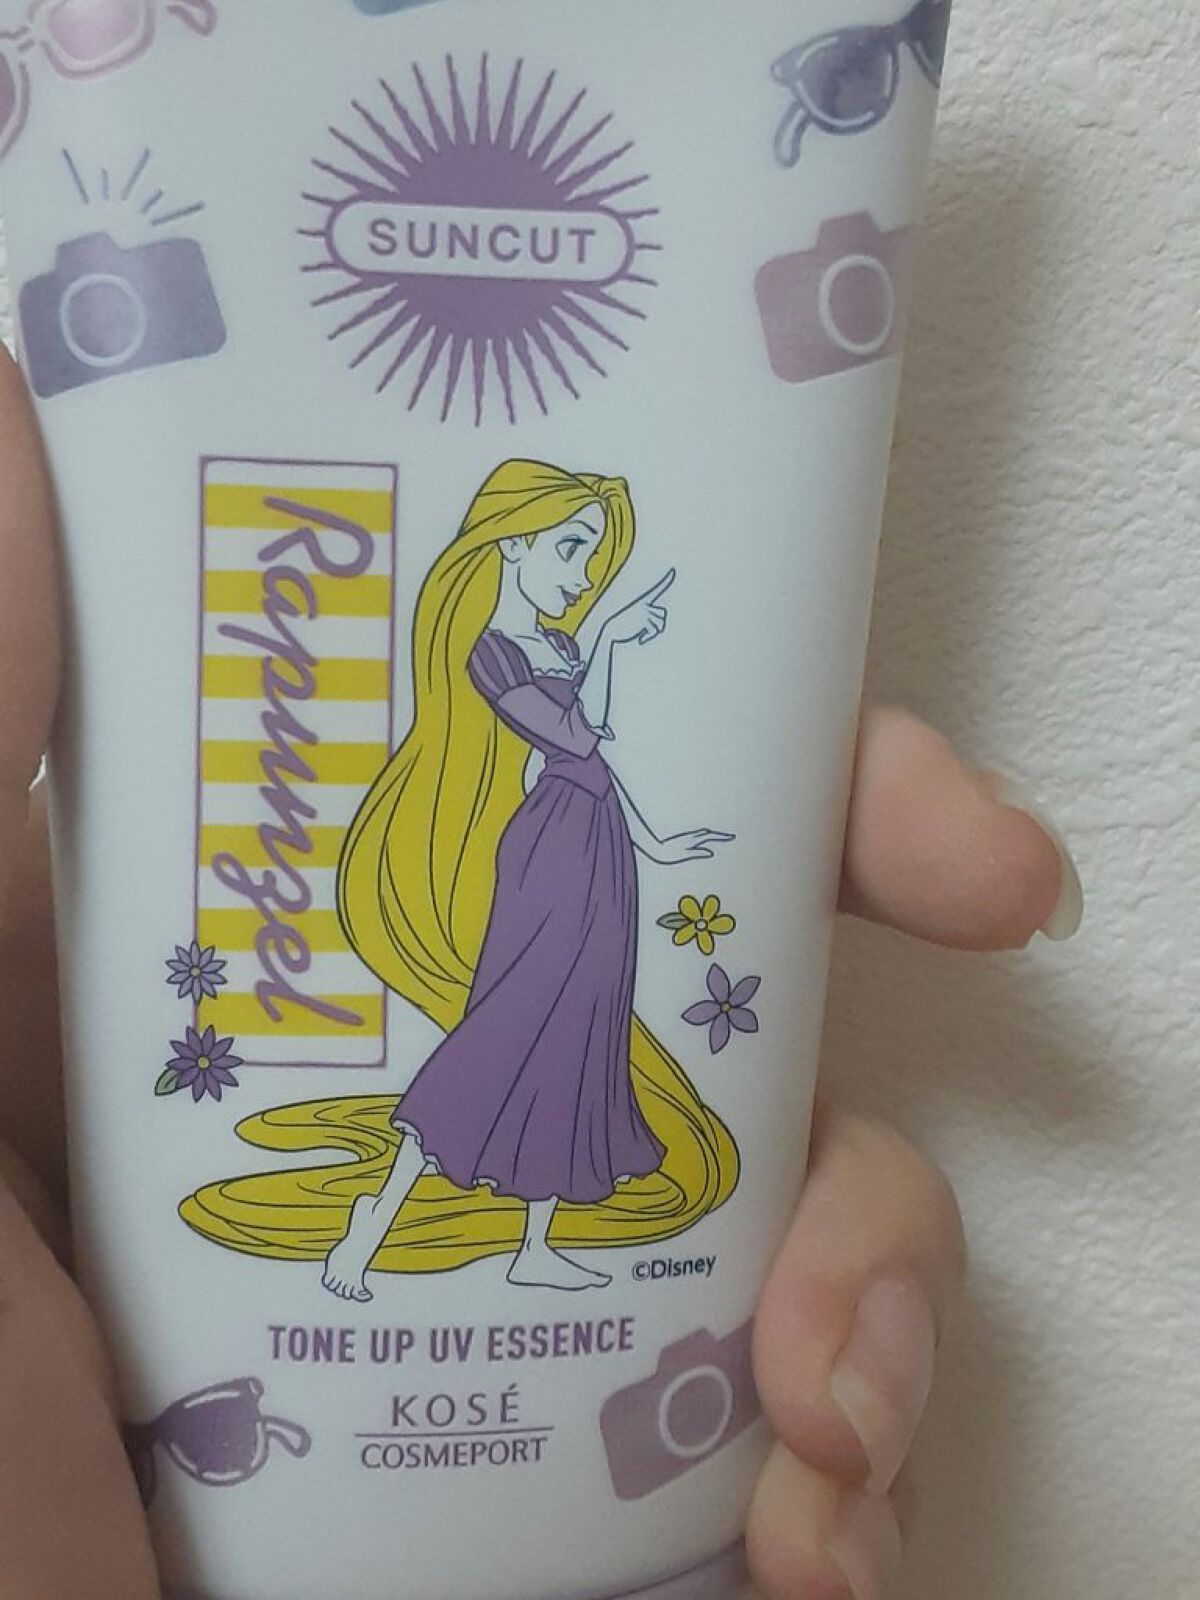 SUNCUT
Rapunzel
©Disney
TONE UP UV ESSENCE
KOSÉ
COSMEPORT